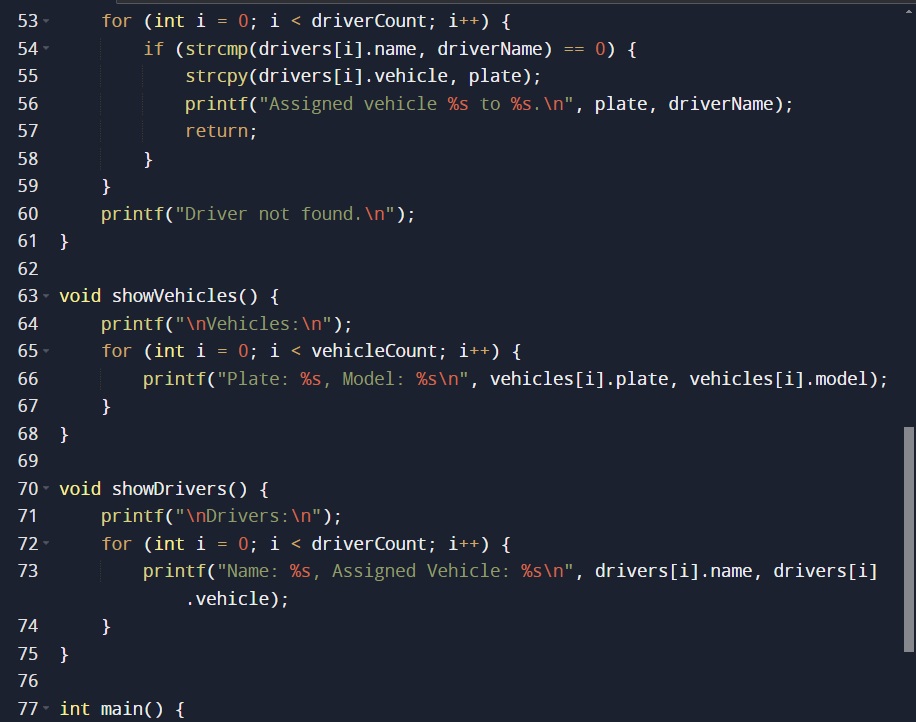 53 for (int i = 0; i < driverCount; i++) {
54 if (strcmp(drivers[i].name, driverName) == 0) {
55 strcpy(drivers[i].vehicle, plate);
56 printf("Assigned vehicle %s to %s.\n", plate, driverName);
57 return;
58 }
59 }
60 printf("Driver not found.\n");
61 }
62
63 void showVehicles() {
64 printf("\nVehicles:\n");
65 for (int i = 0; i < vehicleCount; i++) {
66 printf("Plate: %s, Model: %s\n", vehicles[i].plate, vehicles[i].model);
67 }
68 }
69
70 void showDrivers() {
71 printf("\nDrivers:\n");
72 for (int i = 0; i < driverCount; i++) {
73 printf("Name: %s, Assigned Vehicle: %s\n", drivers[i].name, drivers[i]
.vehicle);
74 }
75 }
76
77 int main() {